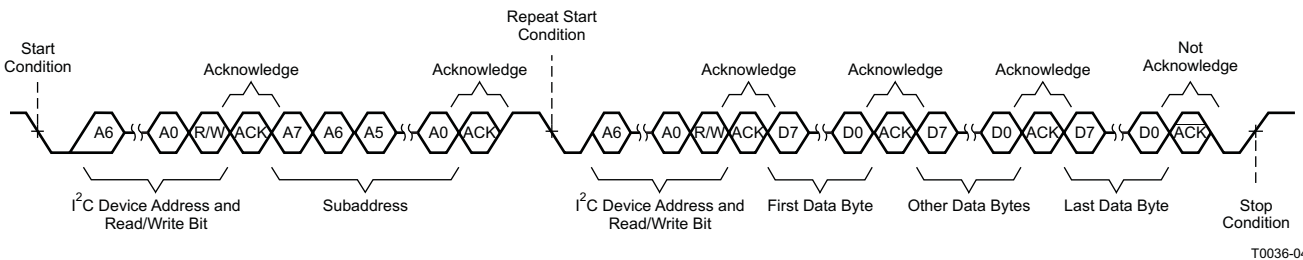 Repeat Start
Condition
Start
Condition
Not
Acknowledge
Acknowledge
Acknowledge
Acknowledge
Acknowledge
Acknowledge
A6 A0 R/W ACK A7 A6 A5 A0 ACK A6 A0 R/W ACK D7 D0 ACK D7 D0 ACK D7 D0 ACK
I²C Device Address and
Read/Write Bit
Subaddress
I²C Device Address and
Read/Write Bit
First Data Byte
Other Data Bytes
Last Data Byte
Stop
Condition
T0036-04